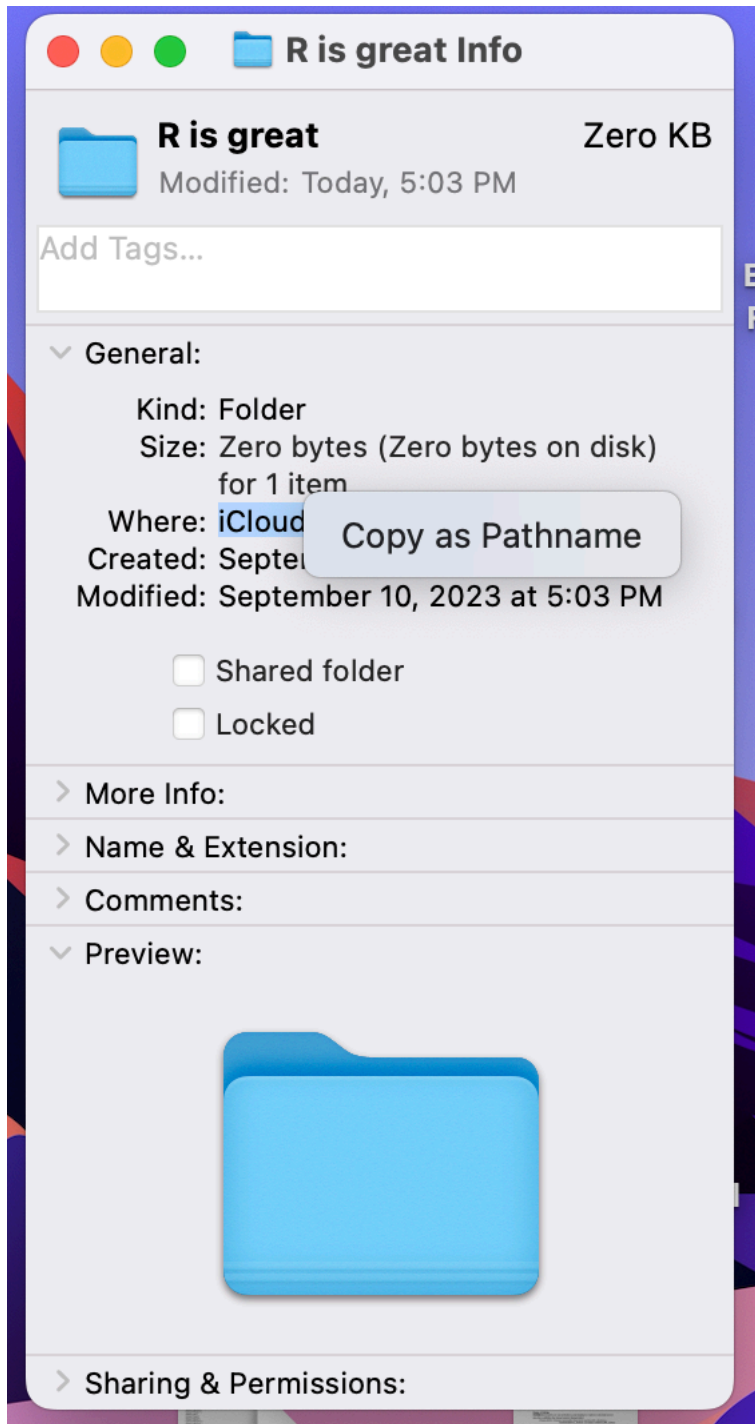 R is great Info
R is great Zero KB
Modified: Today, 5:03 PM
Add Tags...
General:
Kind: Folder
Size: Zero bytes (Zero bytes on disk)
for 1 item
Where: iCloud
Copy as Pathname
Created:
Modified: September 10, 2023 at 5:03 PM
Shared folder
Locked
More Info:
Name & Extension:
Comments:
Preview:
Sharing & Permissions: